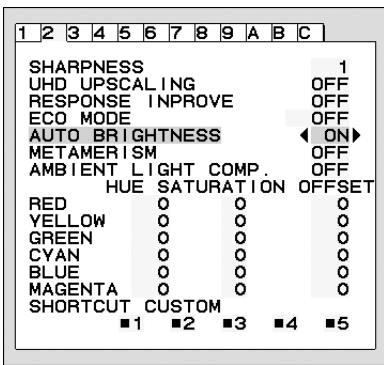 1 2 3 4 5 6 7 8 9 A B C
SHARPNESS 1
UHD UPSCALING OFF
RESPONSE INPROVE OFF
ECO MODE OFF
AUTO BRIGHTNESS ◀ ON▶
METAMERISM OFF
AMBIENT LIGHT COMP. OFF
HUE SATURATION OFFSET
RED 0 0 0
YELLOW 0 0 0
GREEN 0 0 0
CYAN 0 0 0
BLUE 0 0 0
MAGENTA 0 0 0
SHORTCUT CUSTOM
■1 ■2 ■3 ■4 ■5